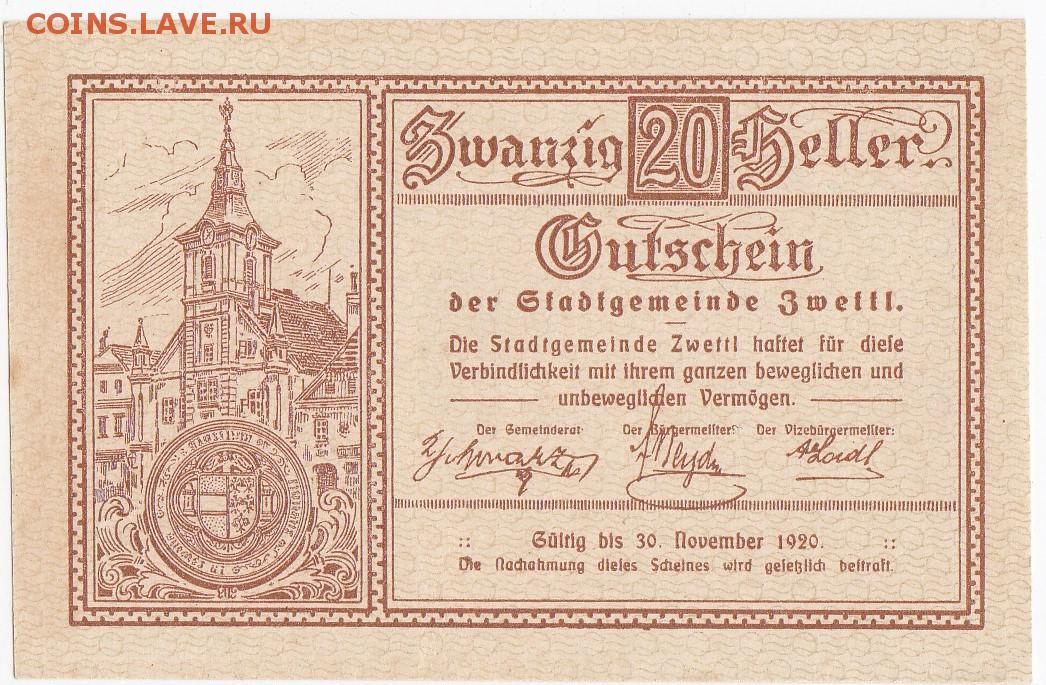 COINS.LAVE.RU
Zwanzig 20 Heller.
Gutschein
der Stadtgemeinde Zwettl.
Die Stadtgemeinde Zwettl haftet für diese
Verbindlichkeit mit ihrem ganzen beweglichen und
unbeweglichen Vermögen.
Der Gemeinderat: Der Bürgermeister: Der Vizebürgermeister:
:: Gültig bis 30. November 1920. ::
Die Nachahmung dieses Scheines wird gesetzlich bestraft.